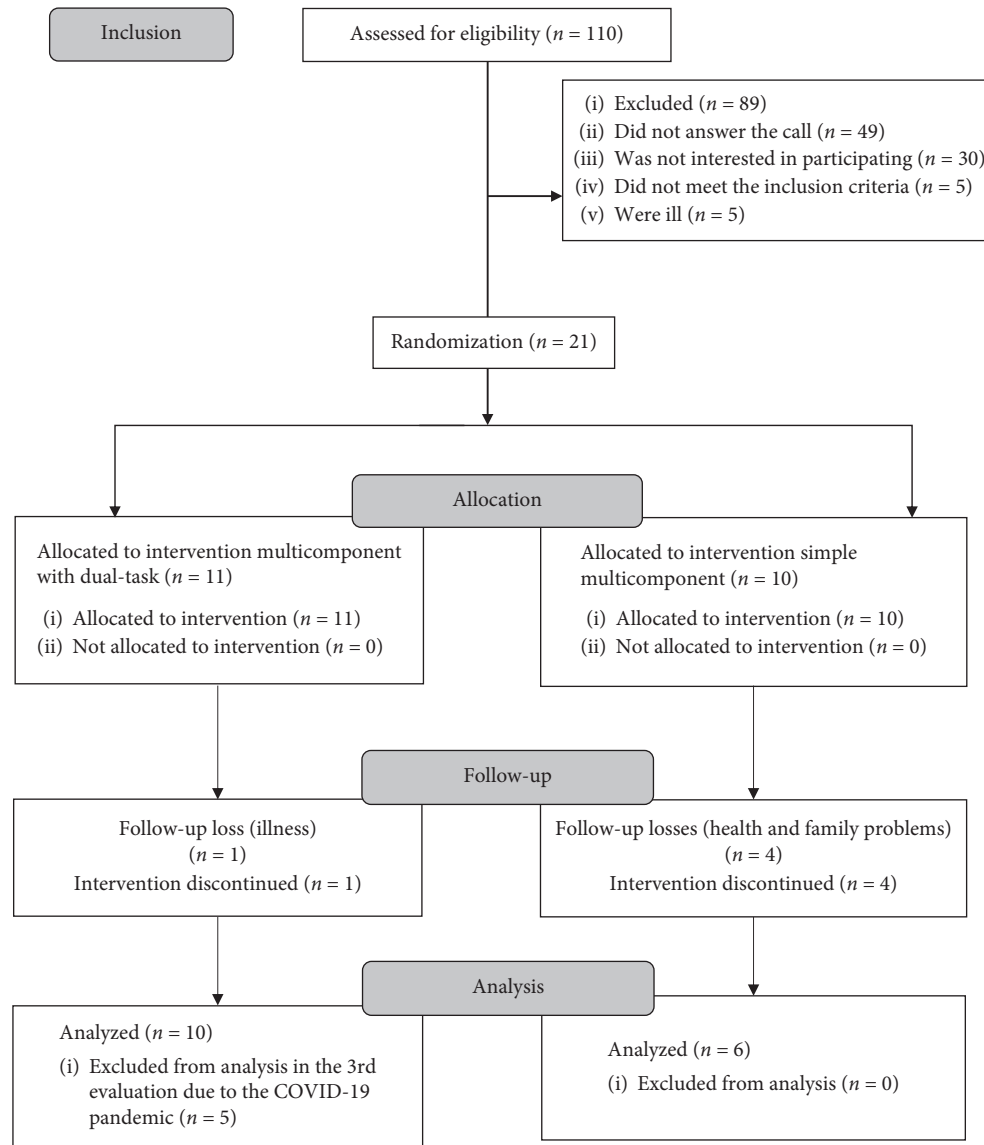 Inclusion
Assessed for eligibility (n = 110)
(i) Excluded (n = 89)
(ii) Did not answer the call (n = 49)
(iii) Was not interested in participating (n = 30)
(iv) Did not meet the inclusion criteria (n = 5)
(v) Were ill (n = 5)
Randomization (n = 21)
Allocation
Allocated to intervention multicomponent
with dual-task (n = 11)
(i) Allocated to intervention (n = 11)
(ii) Not allocated to intervention (n = 0)
Allocated to intervention simple
multicomponent (n = 10)
(i) Allocated to intervention (n = 10)
(ii) Not allocated to intervention (n = 0)
Follow-up
Follow-up loss (illness)
(n = 1)
Intervention discontinued (n = 1)
Follow-up losses (health and family problems)
(n = 4)
Intervention discontinued (n = 4)
Analysis
Analyzed (n = 10)
(i) Excluded from analysis in the 3rd
evaluation due to the COVID-19
pandemic (n = 5)
Analyzed (n = 6)
(i) Excluded from analysis (n = 0)